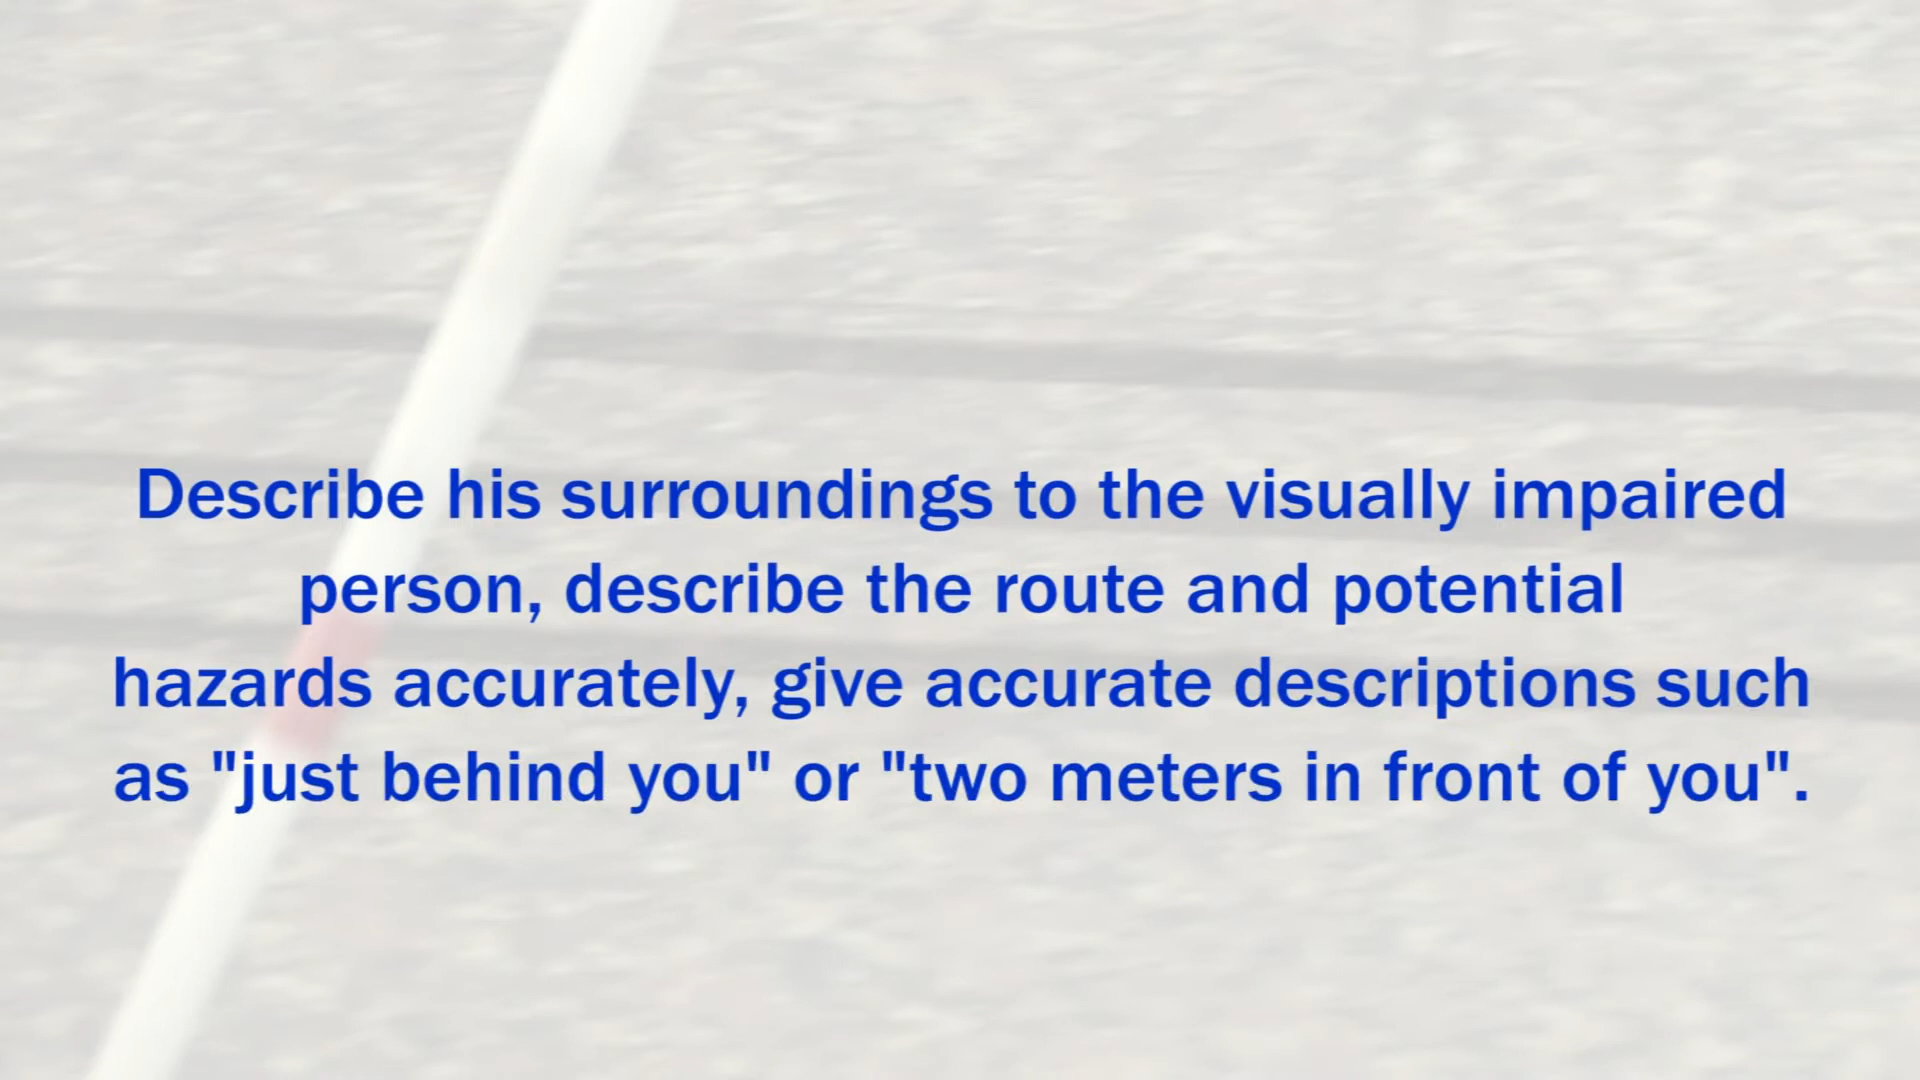 Describe his surroundings to the visually impaired
person, describe the route and potential
hazards accurately, give accurate descriptions such
as "just behind you" or "two meters in front of you".